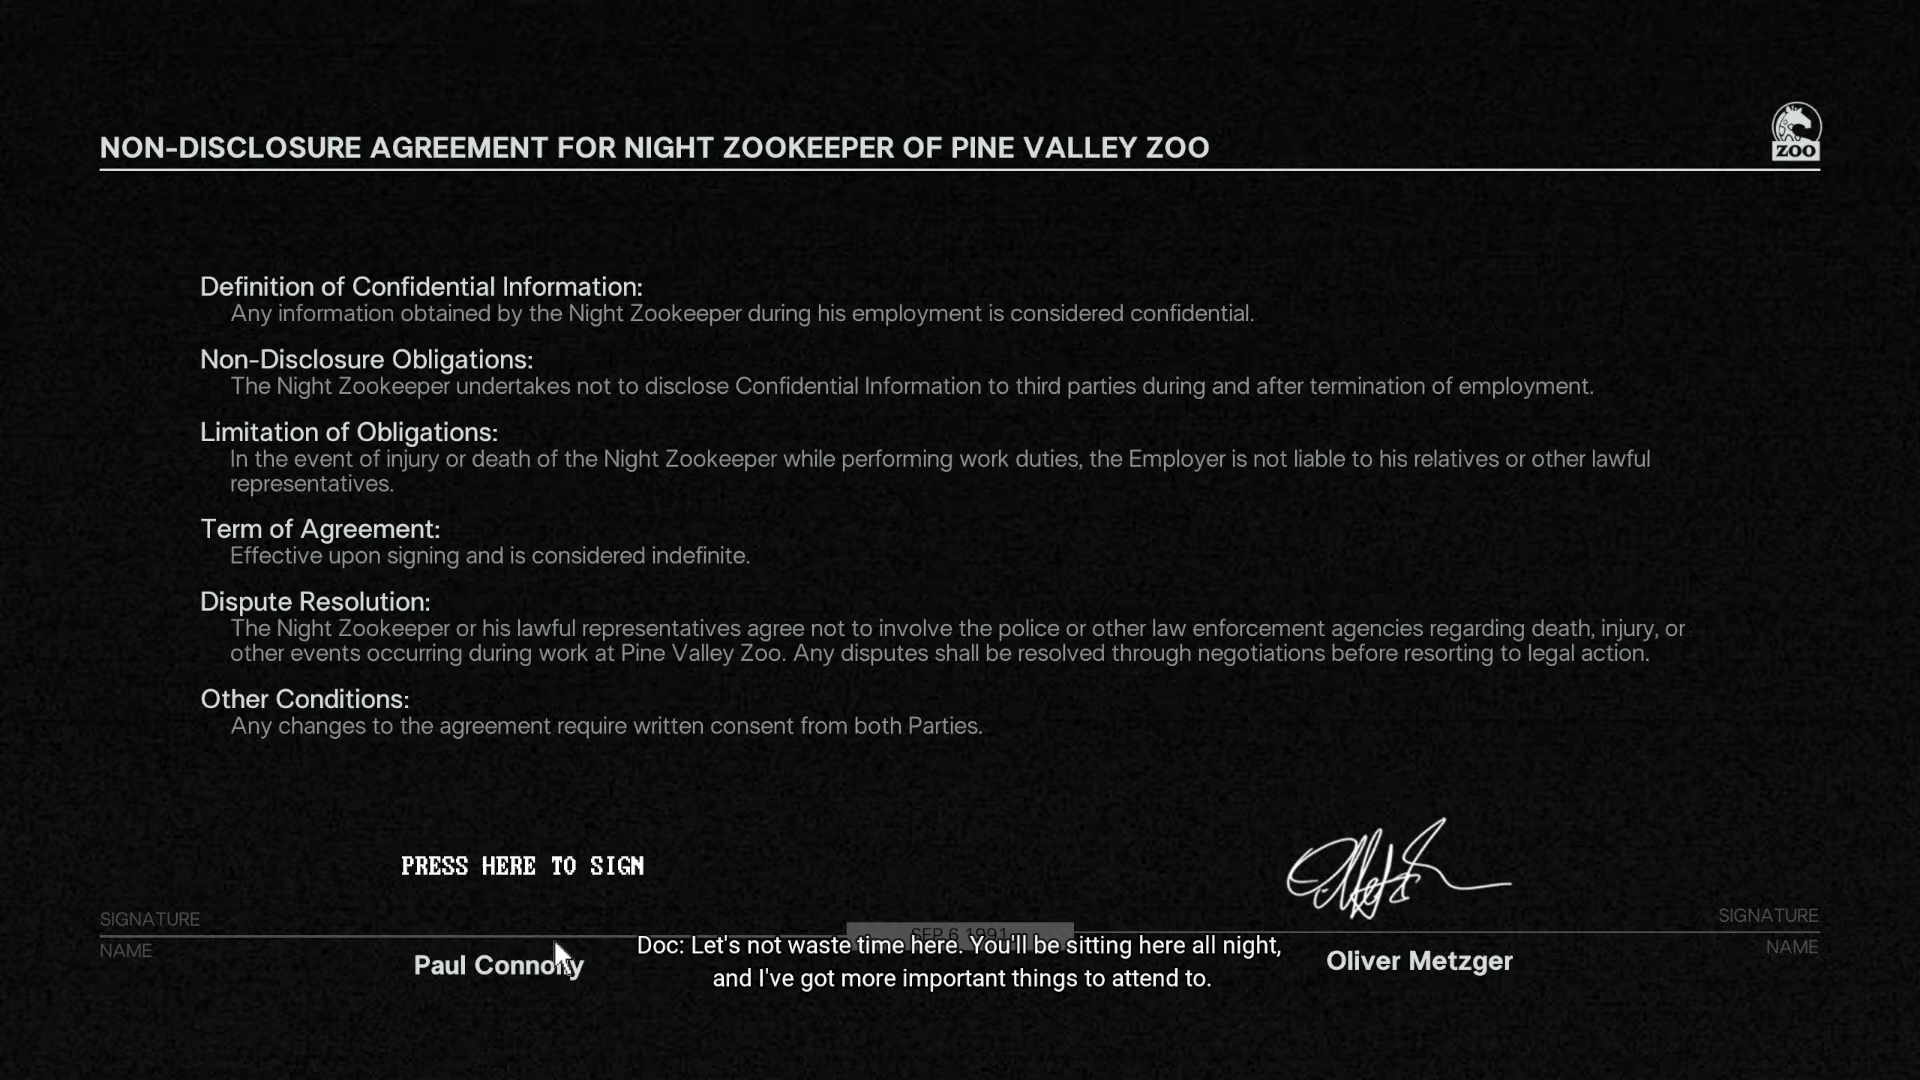 NON-DISCLOSURE AGREEMENT FOR NIGHT ZOOKEEPER OF PINE VALLEY ZOO
ZOO
Definition of Confidential Information:
Any information obtained by the Night Zookeeper during his employment is considered confidential.
Non-Disclosure Obligations:
The Night Zookeeper undertakes not to disclose Confidential Information to third parties during and after termination of employment.
Limitation of Obligations:
In the event of injury or death of the Night Zookeeper while performing work duties, the Employer is not liable to his relatives or other lawful
representatives.
Term of Agreement:
Effective upon signing and is considered indefinite.
Dispute Resolution:
The Night Zookeeper or his lawful representatives agree not to involve the police or other law enforcement agencies regarding death, injury, or
other events occurring during work at Pine Valley Zoo. Any disputes shall be resolved through negotiations before resorting to legal action.
Other Conditions:
Any changes to the agreement require written consent from both Parties.
PRESS HERE TO SIGN
SIGNATURE
NAME
Paul Connolly
SEP 6 1991
Doc: Let's not waste time here. You'll be sitting here all night,
and I've got more important things to attend to.
SIGNATURE
NAME
Oliver Metzger